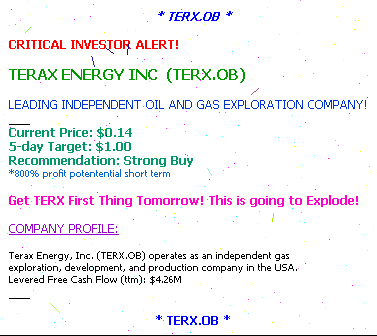 * TERX.OB *
CRITICAL INVESTOR ALERT!
TERAX ENERGY INC (TERX.OB)
LEADING INDEPENDENT OIL AND GAS EXPLORATION COMPANY!
Current Price: $0.14
5-day Target: $1.00
Recommendation: Strong Buy
*800% profit potentential short term
Get TERX First Thing Tomorrow! This is going to Explode!
COMPANY PROFILE:
Terax Energy, Inc. (TERX.OB) operates as an independent gas
exploration, development, and production company in the USA.
Levered Free Cash Flow (ttm): $4.26M
* TERX.OB *